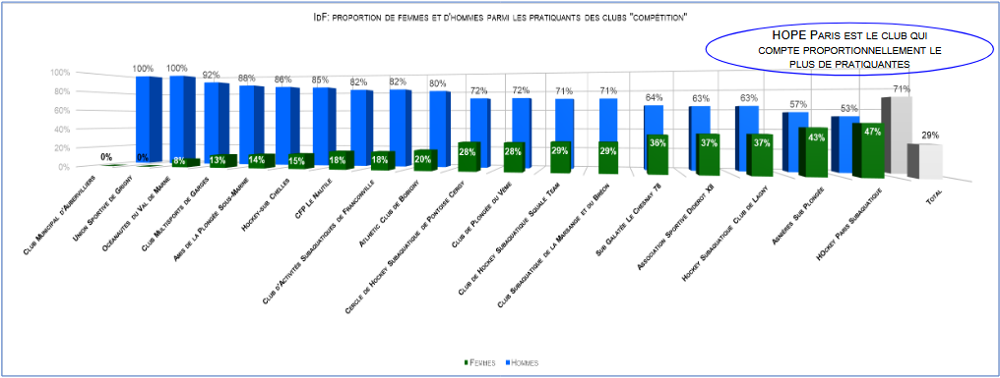 IdF: proportion de femmes et d'hommes parmi les pratiquants des clubs "compétition"
HOPE Paris est le club qui
compte proportionnellement le
plus de pratiquantes
100%
80%
60%
40%
20%
0%
100% 100% 92% 88% 86% 85% 82% 82% 80% 72% 72% 71% 71% 64% 63% 63% 57% 53% 71%
0% 0% 8% 13% 14% 15% 18% 18% 20% 28% 28% 29% 29% 36% 37% 37% 43% 47% 29%
Club Municipal d'Aubervilliers
Union Sportive de Grigny
Océanautes du Val de Marne
Club Multisports de Garges
Amis de la Plongée Sous-Marine
Hockey-sub Chelles
CFP Le Nautile
Club d'Activités Subaquatiques de Franconville
Athletic Club de Bobigny
Cercle de Hockey Subaquatique de Pontoise Cergy
Club de Plongée du Vème
Club de Hockey Subaquatique Squale Team
Club Subaquatique de la Marsange et du Bréon
Sub Galatée Le Chesnay 78
Association Sportive Diderot XII
Hockey Subaquatique Club de Lagny
Asnières Sub Plongée
HOckey Paris Subaquatique
Total
Femmes Hommes